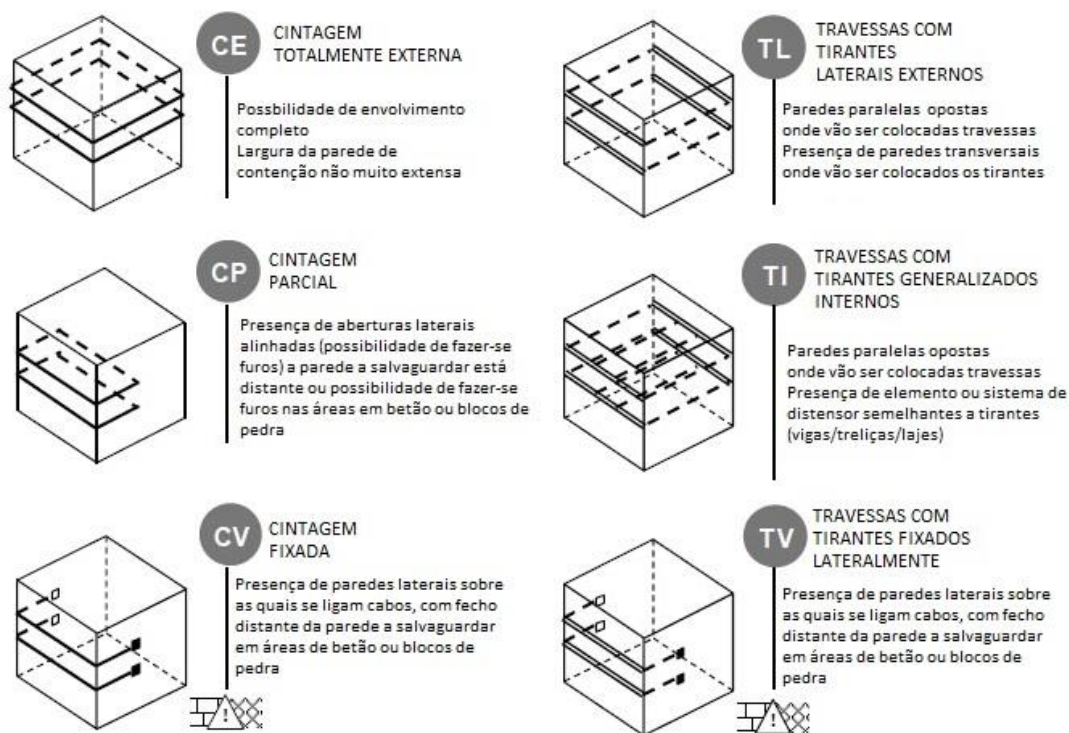 CE
CINTAGEM
TOTALMENTE EXTERNA
Possbilidade de envolvimento
completo
Largura da parede de
contenção não muito extensa
TL
TRAVESSAS COM
TIRANTES
LATERAIS EXTERNOS
Paredes paralelas opostas
onde vão ser colocadas travessas
Presença de paredes transversais
onde vão ser colocados os tirantes
CP
CINTAGEM
PARCIAL
Presença de aberturas laterais
alinhadas (possibilidade de fazer-se
furos) a parede a salvaguardar está
distante ou possibilidade de fazer-se
furos nas áreas em betão ou blocos de
pedra
TI
TRAVESSAS COM
TIRANTES GENERALIZADOS
INTERNOS
Paredes paralelas opostas
onde vão ser colocadas travessas
Presença de elemento ou sistema de
distensor semelhantes a tirantes
(vigas/treliças/lajes)
CV
CINTAGEM
FIXADA
Presença de paredes laterais sobre
as quais se ligam cabos, com fecho
distante da parede a salvaguardar
em áreas de betão ou blocos de
pedra
!
TV
TRAVESSAS COM
TIRANTES FIXADOS
LATERALMENTE
Presença de paredes laterais sobre
as quais se ligam cabos, com fecho
distante da parede a salvaguardar
em áreas de betão ou blocos de
pedra
!